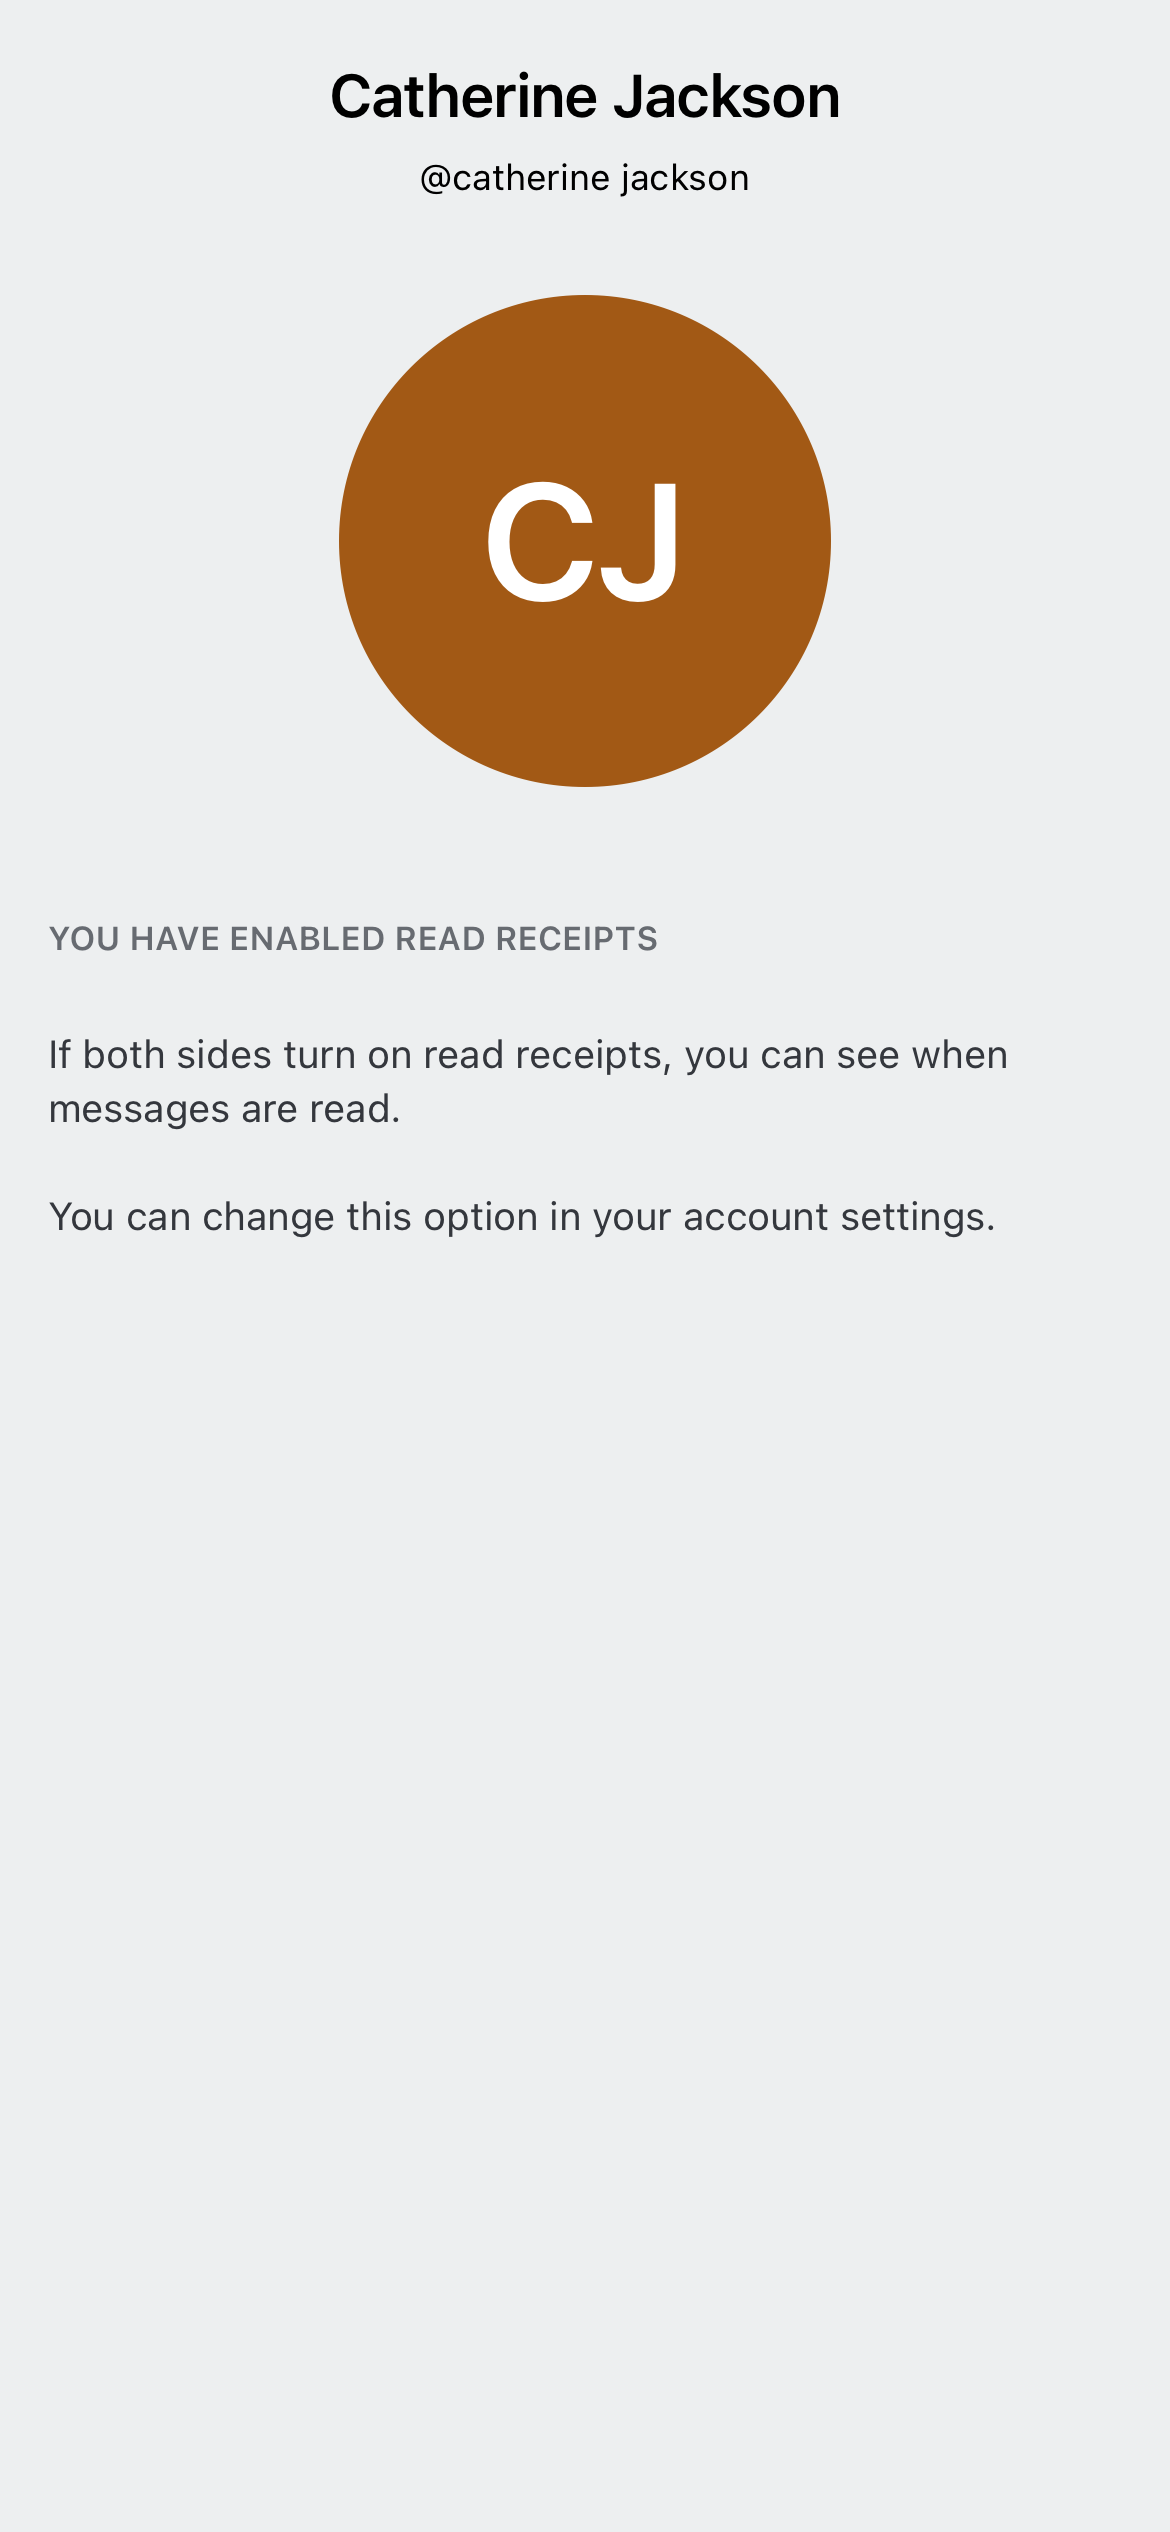 Catherine Jackson
@catherine jackson
CJ
YOU HAVE ENABLED READ RECEIPTS
If both sides turn on read receipts, you can see when
messages are read.
You can change this option in your account settings.